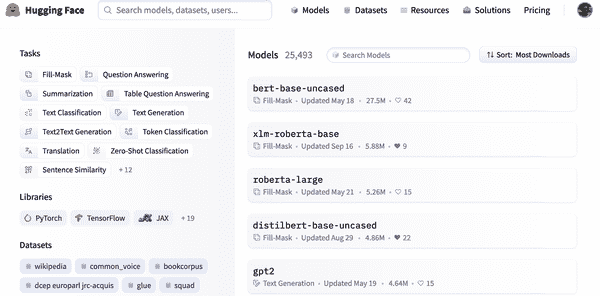 Hugging Face
Search models, datasets, users...
Models
Datasets
Resources
Solutions
Pricing
Tasks
Fill-Mask Question Answering
Summarization Table Question Answering
Text Classification Text Generation
Text2Text Generation Token Classification
Translation Zero-Shot Classification
Sentence Similarity + 12
Libraries
PyTorch TensorFlow JAX + 19
Datasets
wikipedia common_voice bookcorpus
dcep europarl jrc-acquis glue squad
Models 25,493
Search Models
Sort: Most Downloads
bert-base-uncased
Fill-Mask • Updated May 18 • 27.5M • ♡ 42
xlm-roberta-base
Fill-Mask • Updated Sep 16 • 5.88M • ♥ 9
roberta-large
Fill-Mask • Updated May 21 • 5.26M • ♡ 15
distilbert-base-uncased
Fill-Mask • Updated Aug 29 • 4.86M • ♥ 22
gpt2
Text Generation • Updated May 19 • 4.64M • ♡ 15